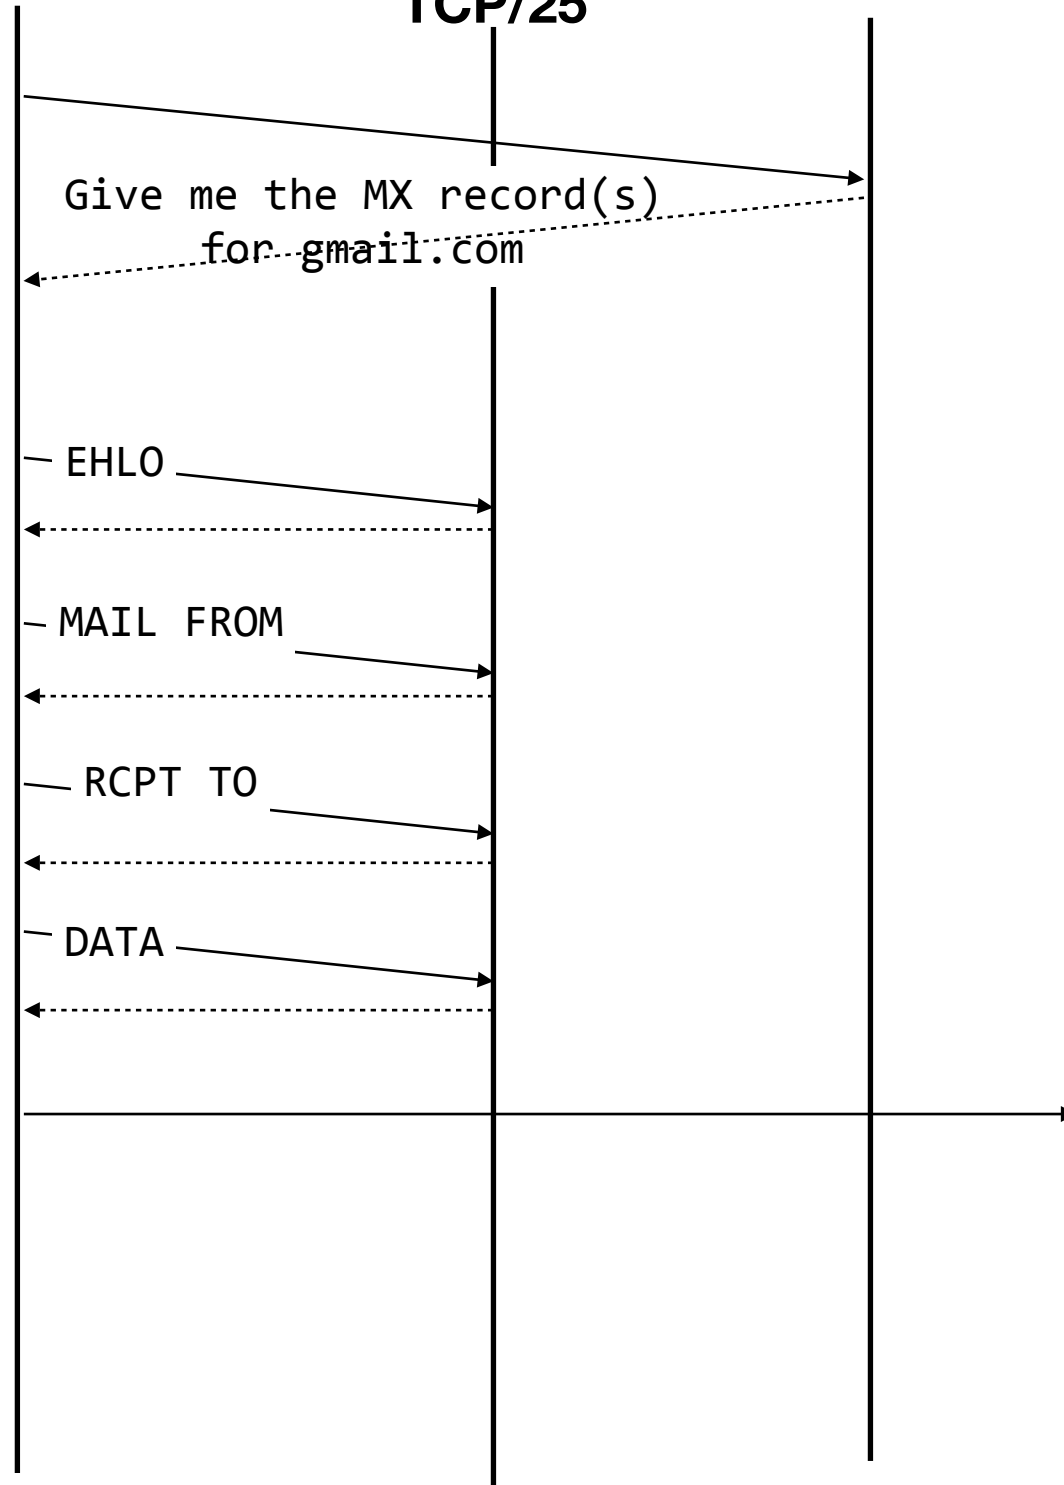 TCP/25
Give me the MX record(s)
for gmail.com
EHLO
MAIL FROM
RCPT TO
DATA